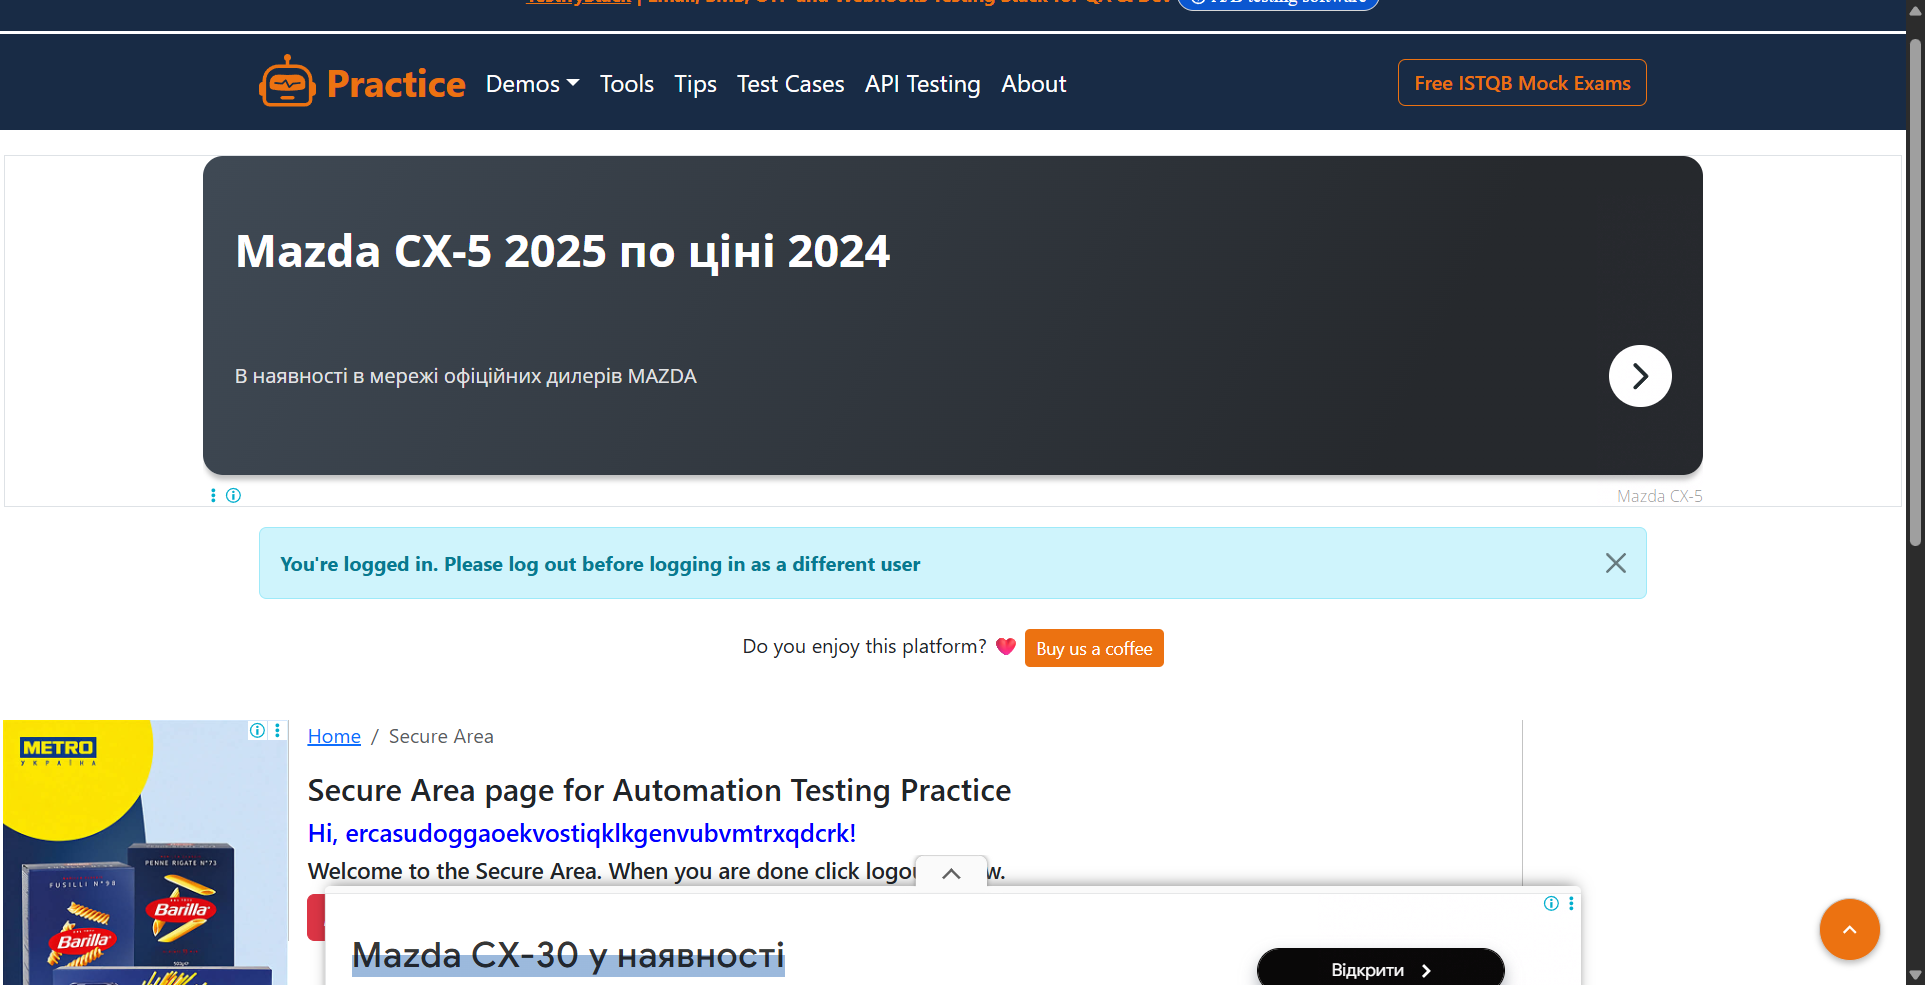 TestifyStack | Email, SMS, OTP and Webhooks Testing Stack for QA & Dev
Practice
Demos
Tools
Tips
Test Cases
API Testing
About
Free ISTQB Mock Exams
Mazda CX-5 2025 по ціні 2024
В наявності в мережі офіційних дилерів MAZDA
Mazda CX-5
You're logged in. Please log out before logging in as a different user
Do you enjoy this platform?
Buy us a coffee
METRO
УКРАЇНА
Home / Secure Area
Secure Area page for Automation Testing Practice
Hi, ercasudoggaoekvostiqklkgenvubvmtrxqdcrk!
Welcome to the Secure Area. When you are done click
PENNE RIGATE N°73
FUSILLI N°98
Barilla
Barilla
Mazda CX-30 у наявності
Відкрити